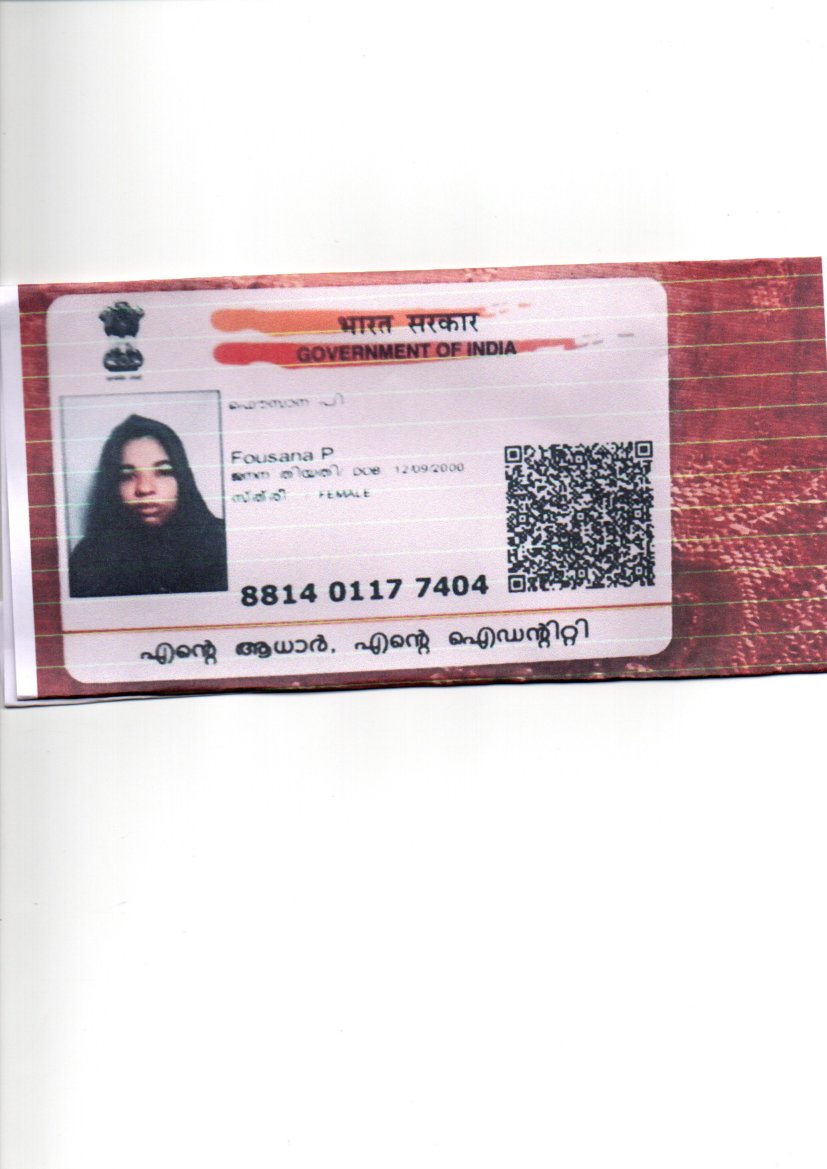 भारत सरकार
GOVERNMENT OF INDIA
ഫൗസാന പി
Fousana P
ജനന തിയതി/ DOB 12/09/2000
സ്ത്രീ FEMALE
8814 0117 7404
എന്റെ ആധാർ, എന്റെ ഐഡന്റിറ്റി